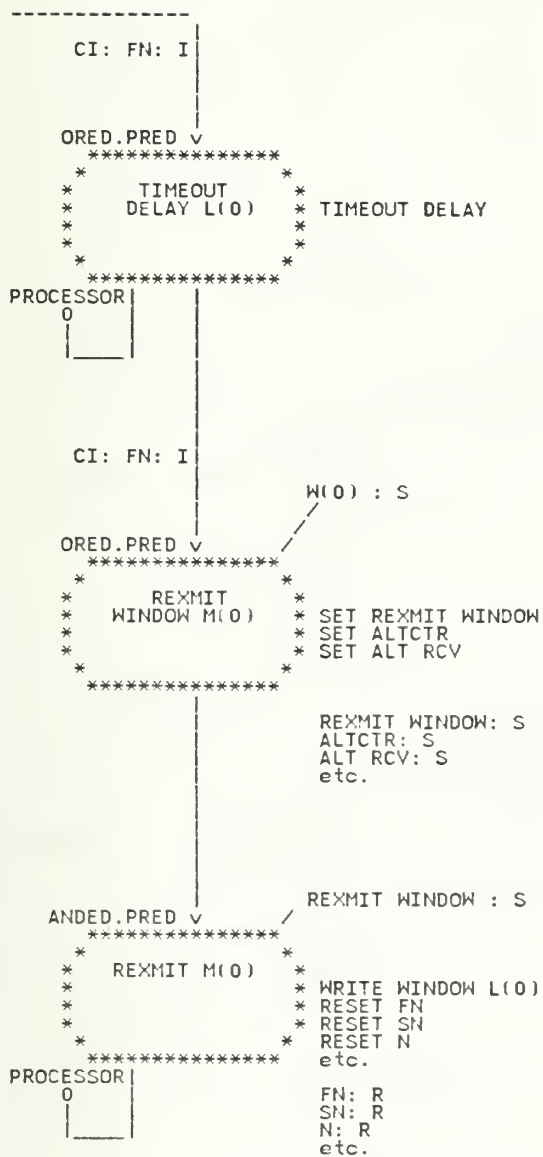 CI: FN: I
ORED.PRED v
TIMEOUT
DELAY L(0)
TIMEOUT DELAY
PROCESSOR
0
CI: FN: I
W(0) : S
ORED.PRED v
REXMIT
WINDOW M(0)
SET REXMIT WINDOW
SET ALTCTR
SET ALT RCV
REXMIT WINDOW: S
ALTCTR: S
ALT RCV: S
etc.
REXMIT WINDOW : S
ANDED.PRED v
REXMIT M(0)
WRITE WINDOW L(0)
RESET FN
RESET SN
RESET N
etc.
PROCESSOR
0
FN: R
SN: R
N: R
etc.